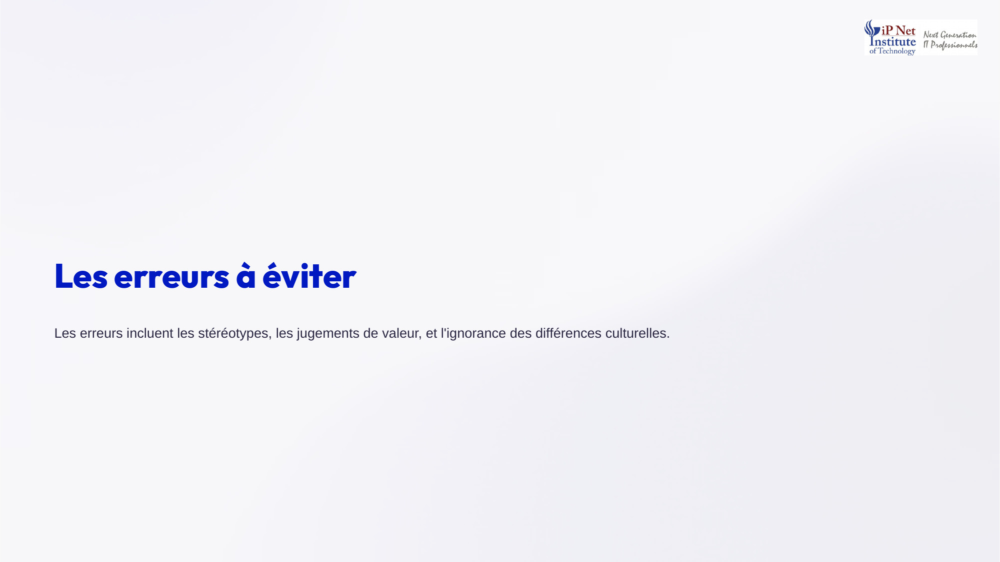 iP Net
Institute
of Technology
Next Generation
IT Professionnels
Les erreurs à éviter
Les erreurs incluent les stéréotypes, les jugements de valeur, et l'ignorance des différences culturelles.